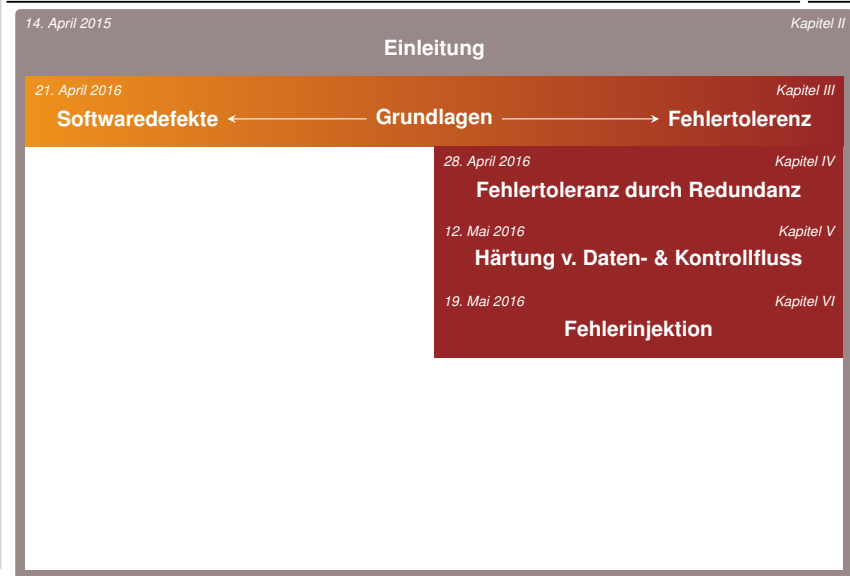 14. April 2015 Kapitel II
Einleitung
21. April 2016 Kapitel III
Softwaredefekte Grundlagen Fehlertolerenz
28. April 2016 Kapitel IV
Fehlertoleranz durch Redundanz
12. Mai 2016 Kapitel V
Härtung v. Daten- & Kontrollfluss
19. Mai 2016 Kapitel VI
Fehlerinjektion